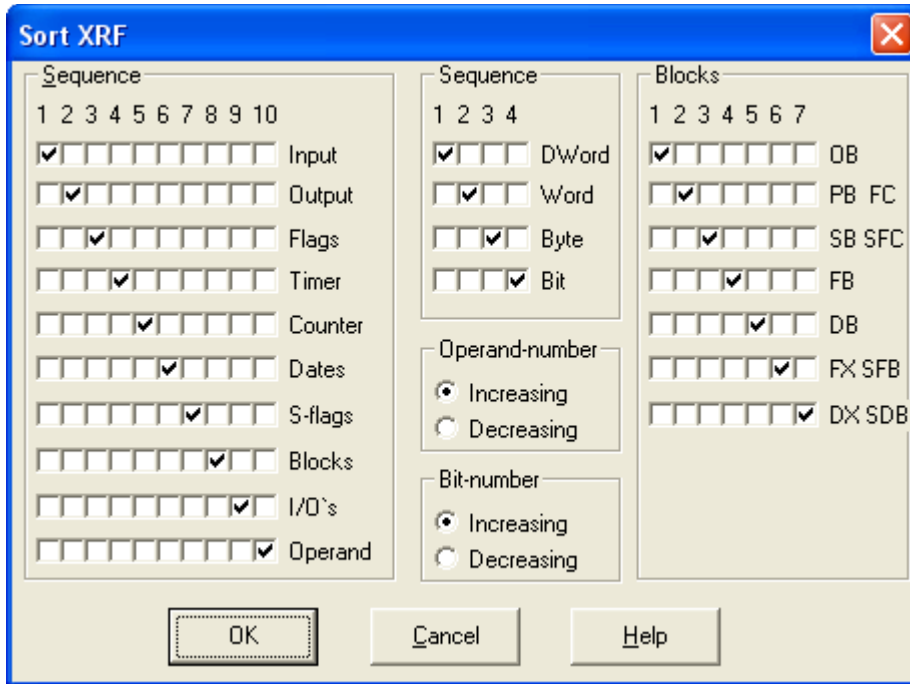 Sort XRF
Sequence
1 2 3 4 5 6 7 8 9 10
Input
Output
Flags
Timer
Counter
Dates
S-flags
Blocks
I/O`s
Operand
Sequence
1 2 3 4
DWord
Word
Byte
Bit
Operand-number
Increasing
Decreasing
Bit-number
Increasing
Decreasing
Blocks
1 2 3 4 5 6 7
OB
PB FC
SB SFC
FB
DB
FX SFB
DX SDB
OK
Cancel
Help